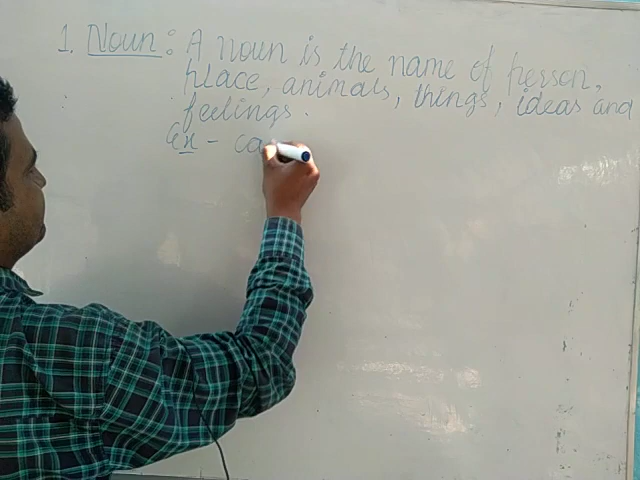 1. Noun: A noun is the name of person,
place, animals, things, ideas and
feelings.
Ex - ca